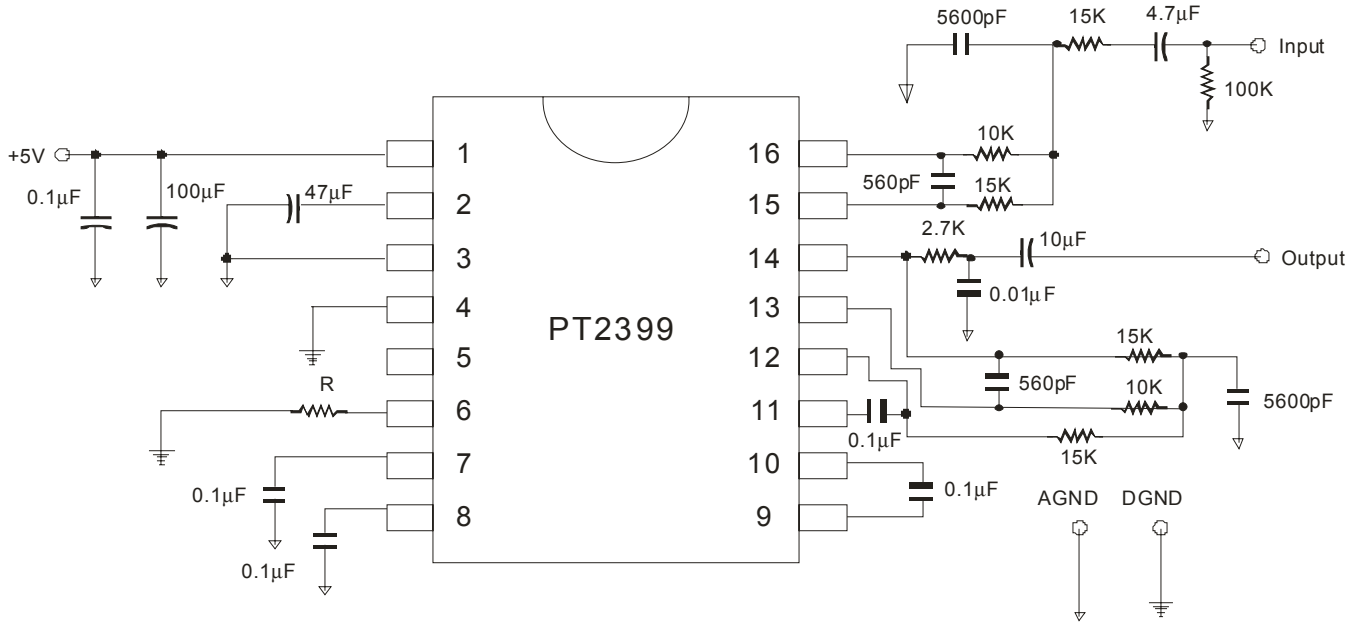 5600pF
15K
4.7μF
Input
100K
+5V
0.1μF
100μF
47μF
1
2
3
4
5
6
7
8
R
0.1μF
0.1μF
PT2399
16
15
14
13
12
11
10
9
10K
560pF
15K
2.7K
10μF
Output
0.01μF
15K
560pF
10K
5600pF
0.1μF
15K
0.1μF
AGND
DGND